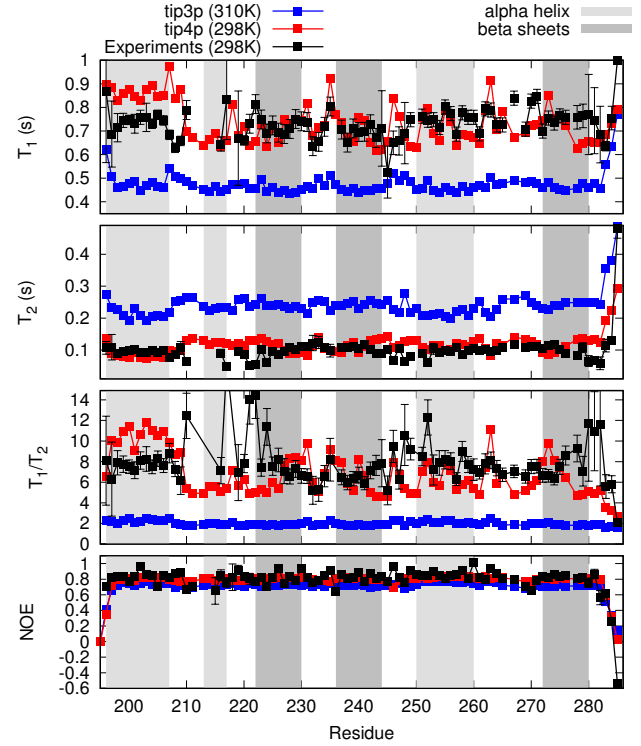 tip3p (310K)
tip4p (298K)
Experiments (298K)
alpha helix
beta sheets
1
0.9
0.8
0.7
0.6
0.5
0.4
T1 (s)
0.4
0.3
0.2
0.1
T2 (s)
14
12
10
8
6
4
2
0
T1/T2
0.8
0.6
0.4
0.2
0
-0.2
-0.4
-0.6
NOE
200 210 220 230 240 250 260 270 280
Residue